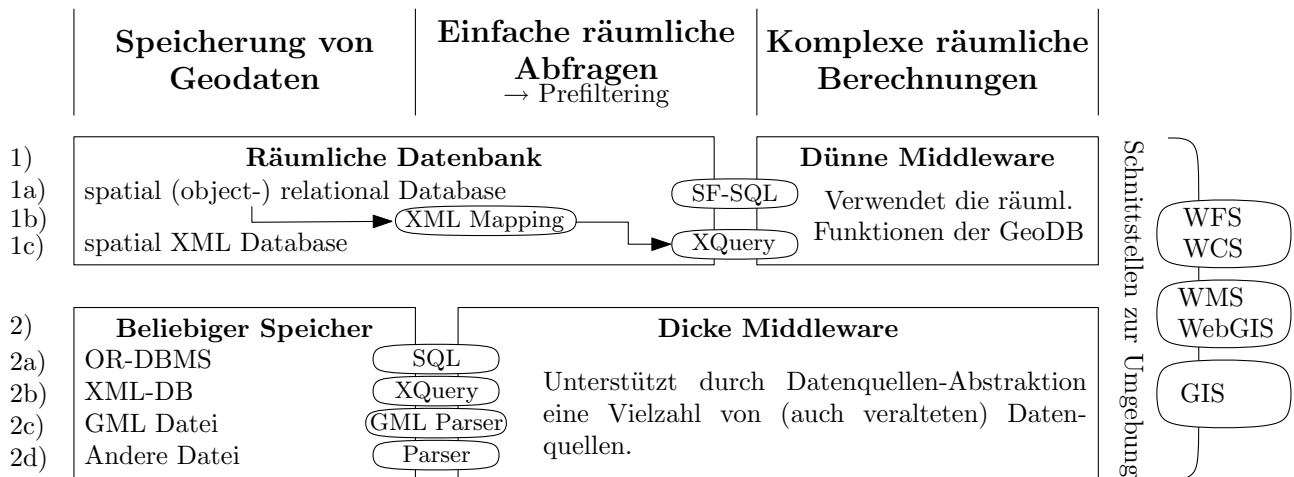 Speicherung von
Geodaten
Einfache räumliche
Abfragen
→ Prefiltering
Komplexe räumliche
Berechnungen
1)
Räumliche Datenbank
Dünne Middleware
1a)
spatial (object-) relational Database
SF-SQL
Verwendet die räuml.
1b)
XML Mapping
Funktionen der GeoDB
1c)
spatial XML Database
XQuery
2)
Beliebiger Speicher
Dicke Middleware
2a)
OR-DBMS
SQL
2b)
XML-DB
XQuery
2c)
GML Datei
GML Parser
2d)
Andere Datei
Parser
Unterstützt durch Datenquellen-Abstraktion
eine Vielzahl von (auch veralteten) Daten-
quellen.
Schnittstellen zur Umgebung
WFS
WCS
WMS
WebGIS
GIS